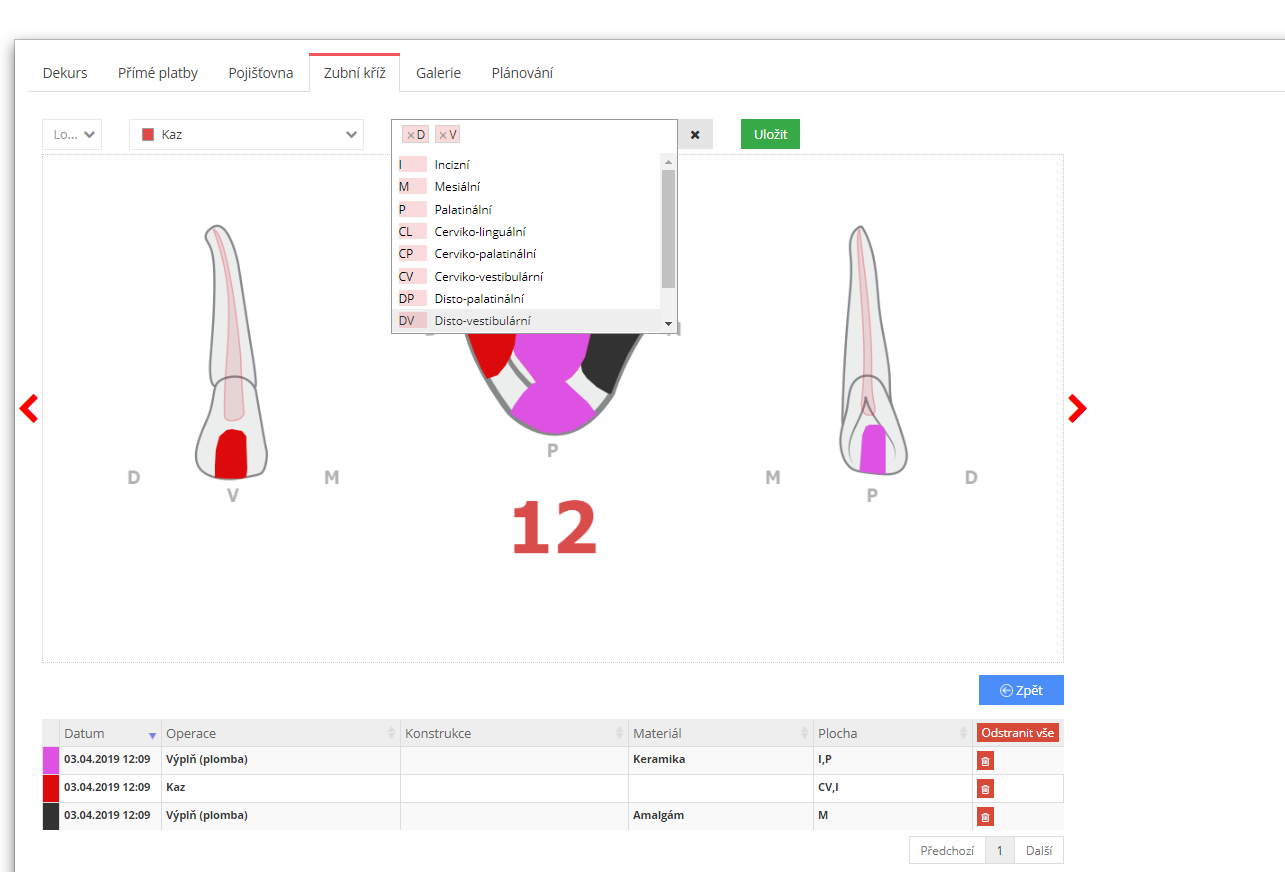 Dekurs Přímé platby Pojišťovna Zubní kříž Galerie Plánování
Lo... Kaz ×D ×V Uložit
I Incizní
M Mesiální
P Palatinální
CL Cerviko-linguální
CP Cerviko-palatinální
CV Cerviko-vestibulární
DP Disto-palatinální
DV Disto-vestibulární
P
D M M D
V P
12
Zpět
Datum Operace Konstrukce Materiál Plocha Odstranit vše
03.04.2019 12:09 Výplň (plomba) Keramika I,P
03.04.2019 12:09 Kaz CV,I
03.04.2019 12:09 Výplň (plomba) Amalgám M
Předchozí 1 Další